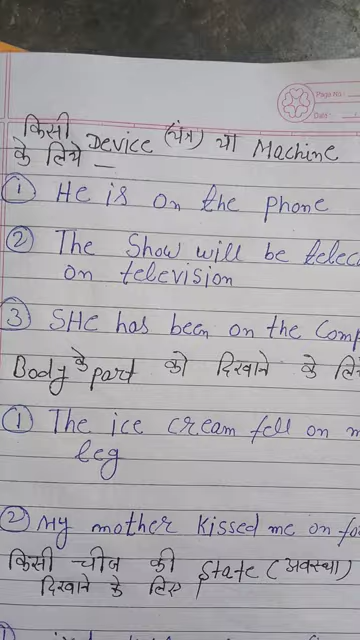 Page No:
Date:
किसी Device (यंत्र) या Machine
के लिये –
① He is on the phone
② The Show will be
on television
③ SHe has been on the
Body के part को दिखाने के लिये
① The ice cream fell on
leg
② My mother kissed me on
किसी चीज की State (अवस्था)
दिखाने के लिए